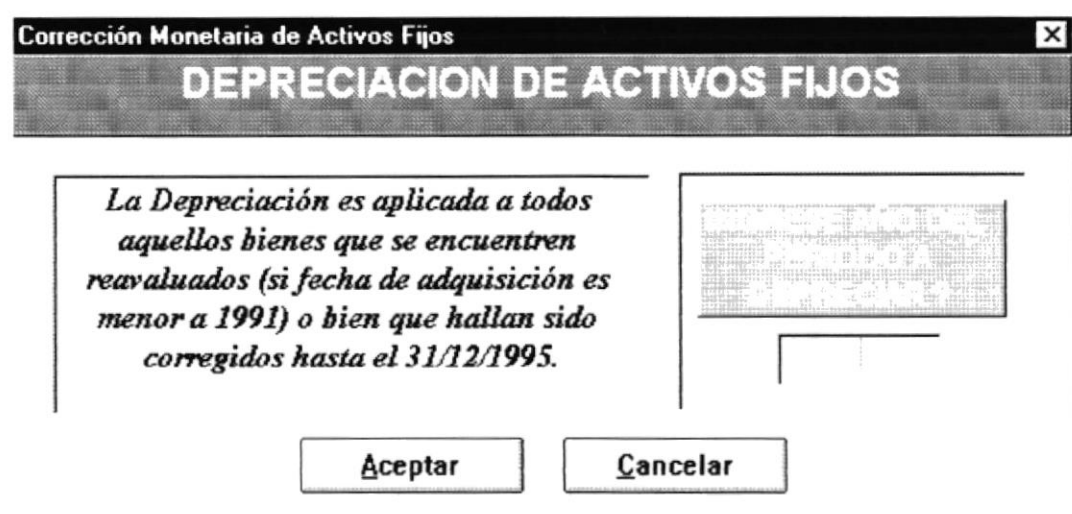 Corrección Monetaria de Activos Fijos
DEPRECIACION DE ACTIVOS FIJOS
La Depreciación es aplicada a todos
aquellos bienes que se encuentren
reavaluados (si fecha de adquisición es
menor a 1991) o bien que hallan sido
corregidos hasta el 31/12/1995.
Aceptar
Cancelar